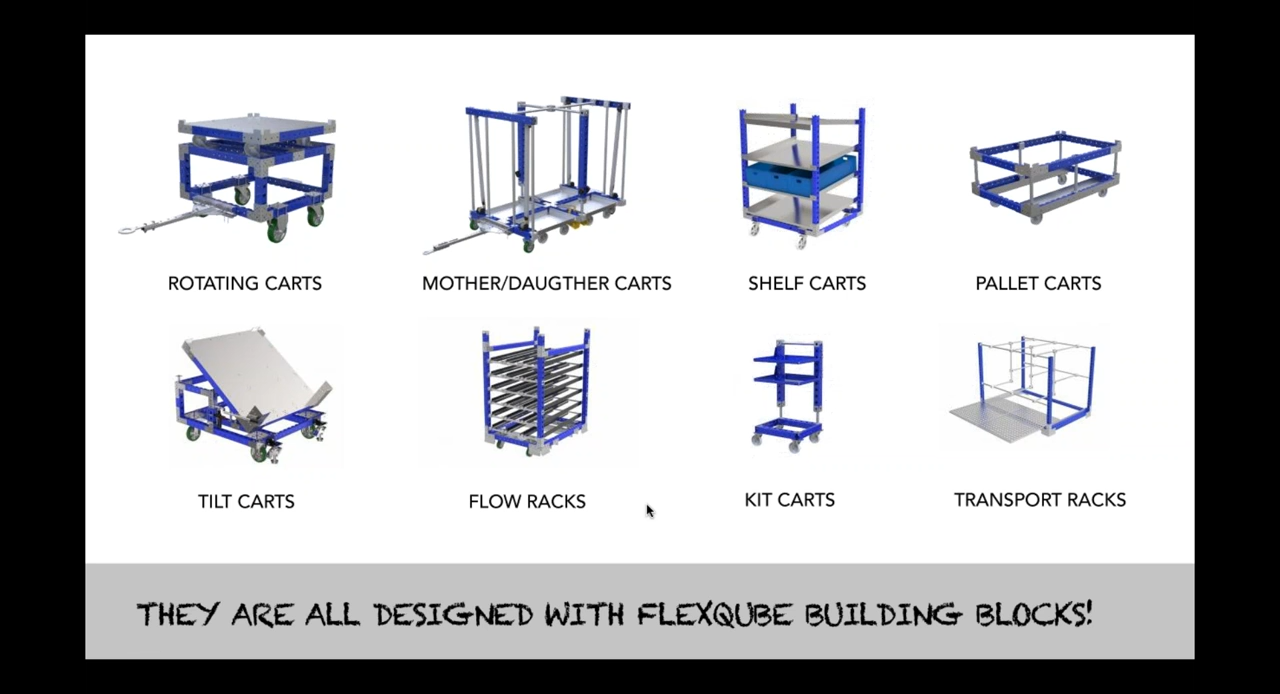 ROTATING CARTS
MOTHER/DAUGTHER CARTS
SHELF CARTS
PALLET CARTS
TILT CARTS
FLOW RACKS
KIT CARTS
TRANSPORT RACKS
THEY ARE ALL DESIGNED WITH FLEXQUBE BUILDING BLOCKS!